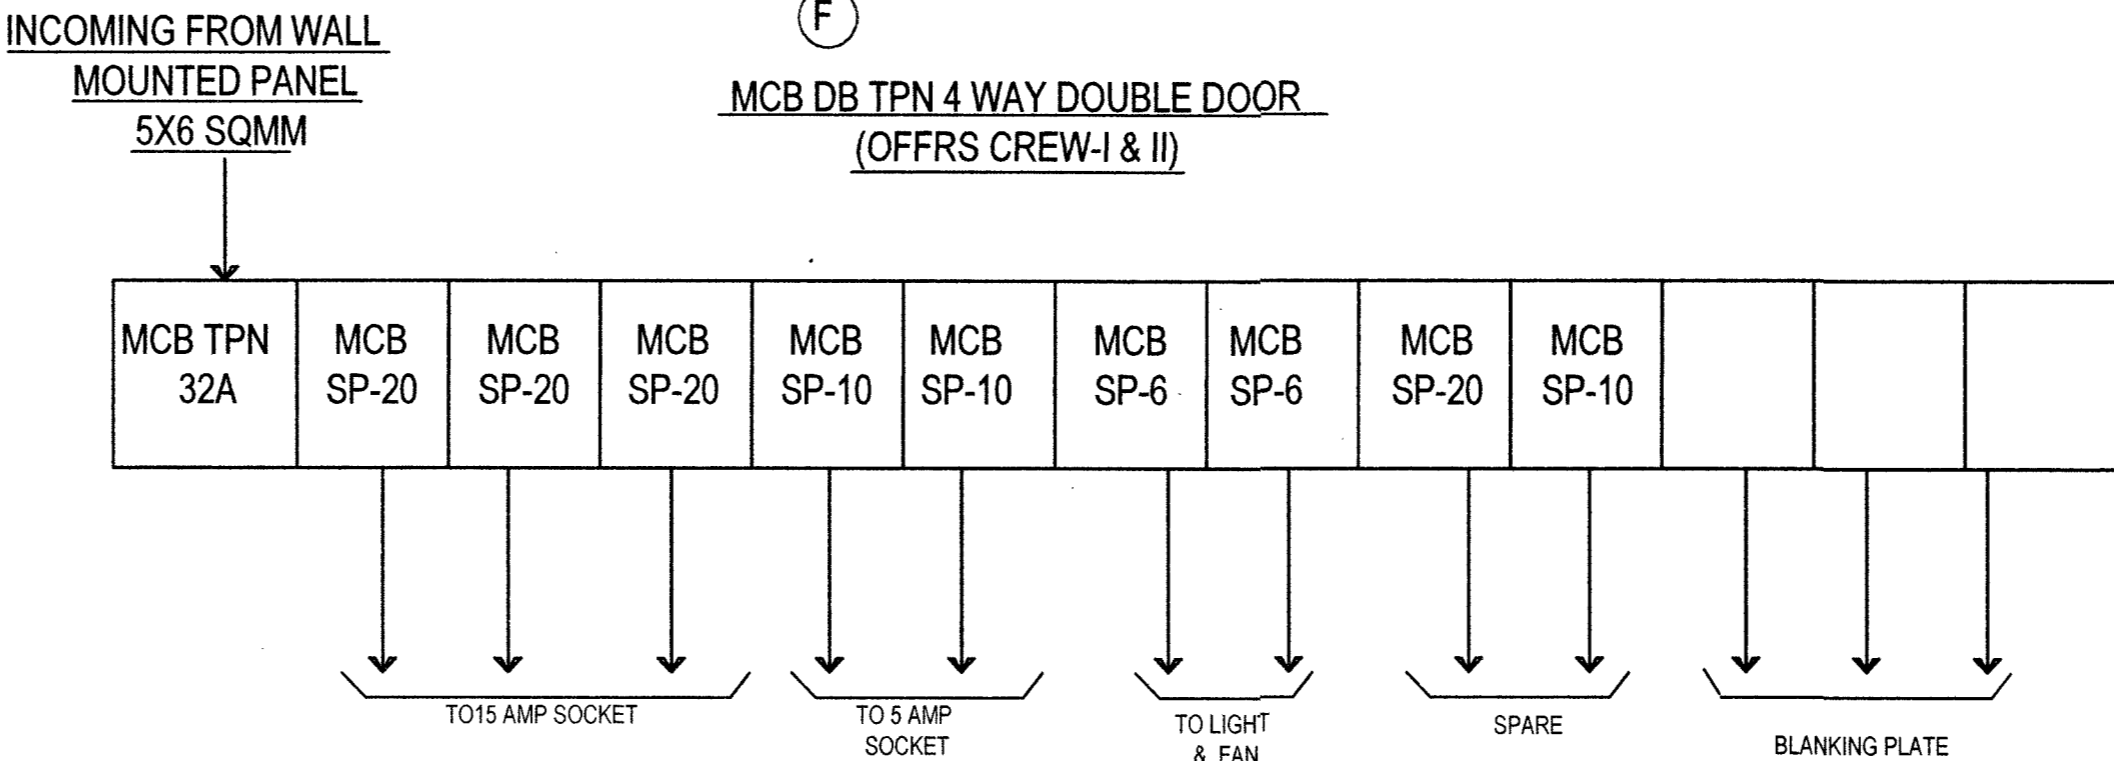 INCOMING FROM WALL
MOUNTED PANEL
5X6 SQMM
F
MCB DB TPN 4 WAY DOUBLE DOOR
(OFFRS CREW-I & II)
MCB TPN
32A
MCB
SP-20
MCB
SP-20
MCB
SP-20
MCB
SP-10
MCB
SP-10
MCB
SP-6
MCB
SP-6
MCB
SP-20
MCB
SP-10
TO15 AMP SOCKET
TO 5 AMP
SOCKET
TO LIGHT
& FAN
SPARE
BLANKING PLATE